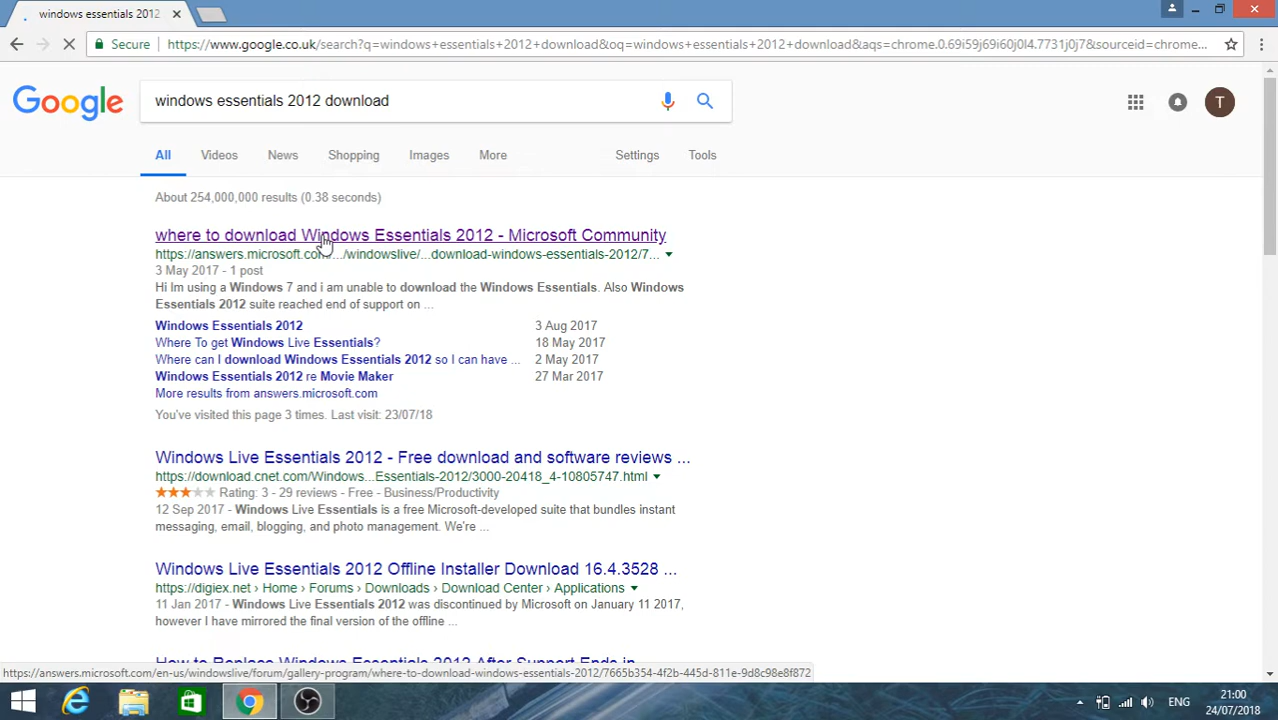 windows essentials 2012
Secure
https://www.google.co.uk/search?q=windows+essentials+2012+download&oq=windows+essentials+2012+download&aqs=chrome.0.69i59j69i60j0l4.7731j0j7&sourceid=chrome...
Google
windows essentials 2012 download
T
All
Videos
News
Shopping
Images
More
Settings
Tools
About 254,000,000 results (0.38 seconds)
where to download Windows Essentials 2012 - Microsoft Community
https://answers.microsoft.com/.../windowslive/...download-windows-essentials-2012/7...
3 May 2017 - 1 post
Hi Im using a Windows 7 and i am unable to download the Windows Essentials. Also Windows
Essentials 2012 suite reached end of support on ...
Windows Essentials 2012 3 Aug 2017
Where To get Windows Live Essentials? 18 May 2017
Where can I download Windows Essentials 2012 so I can have ... 2 May 2017
Windows Essentials 2012 re Movie Maker 27 Mar 2017
More results from answers.microsoft.com
You've visited this page 3 times. Last visit: 23/07/18
Windows Live Essentials 2012 - Free download and software reviews ...
https://download.cnet.com/Windows...Essentials-2012/3000-20418_4-10805747.html
Rating: 3 - 29 reviews - Free - Business/Productivity
12 Sep 2017 - Windows Live Essentials is a free Microsoft-developed suite that bundles instant
messaging, email, blogging, and photo management. We're ...
Windows Live Essentials 2012 Offline Installer Download 16.4.3528 ...
https://digiex.net › Home › Forums › Downloads › Download Center › Applications
11 Jan 2017 - Windows Live Essentials 2012 was discontinued by Microsoft on January 11 2017,
however I have mirrored the final version of the offline ...
How to Replace Windows Essentials 2012 After Support Ends in
https://answers.microsoft.com/en-us/windowslive/forum/gallery-program/where-to-download-windows-essentials-2012/7665b354-4f2b-445d-811e-9d8c98e8f872
ENG
21:00
24/07/2018